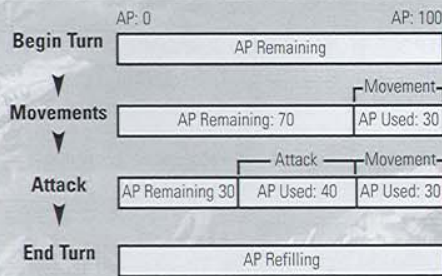 AP: 0 AP: 100
Begin Turn AP Remaining
Movement
Movements AP Remaining: 70 AP Used: 30
Attack Movement
Attack AP Remaining 30 AP Used: 40 AP Used: 30
End Turn AP Refilling